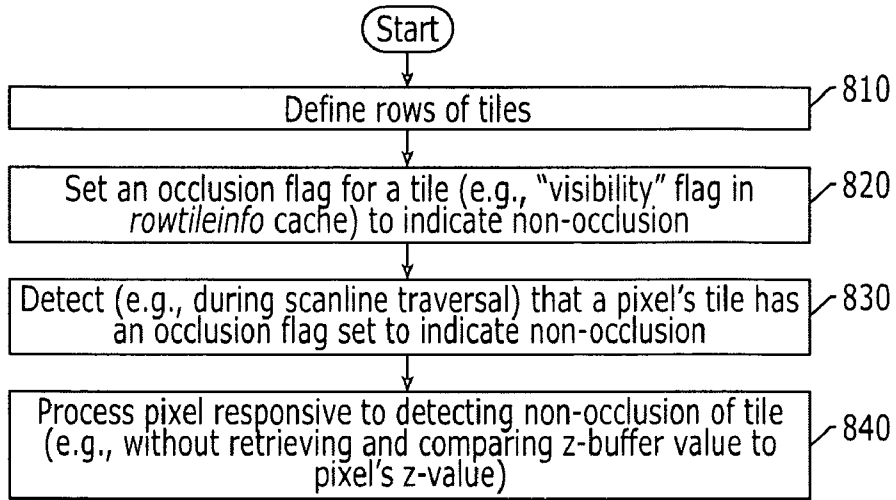 Start
810
Define rows of tiles
820
Set an occlusion flag for a tile (e.g., “visibility” flag in
rowtileinfo cache) to indicate non-occlusion
830
Detect (e.g., during scanline traversal) that a pixel's tile has
an occlusion flag set to indicate non-occlusion
Process pixel responsive to detecting non-occlusion of tile
840
(e.g., without retrieving and comparing z-buffer value to
pixel's z-value)